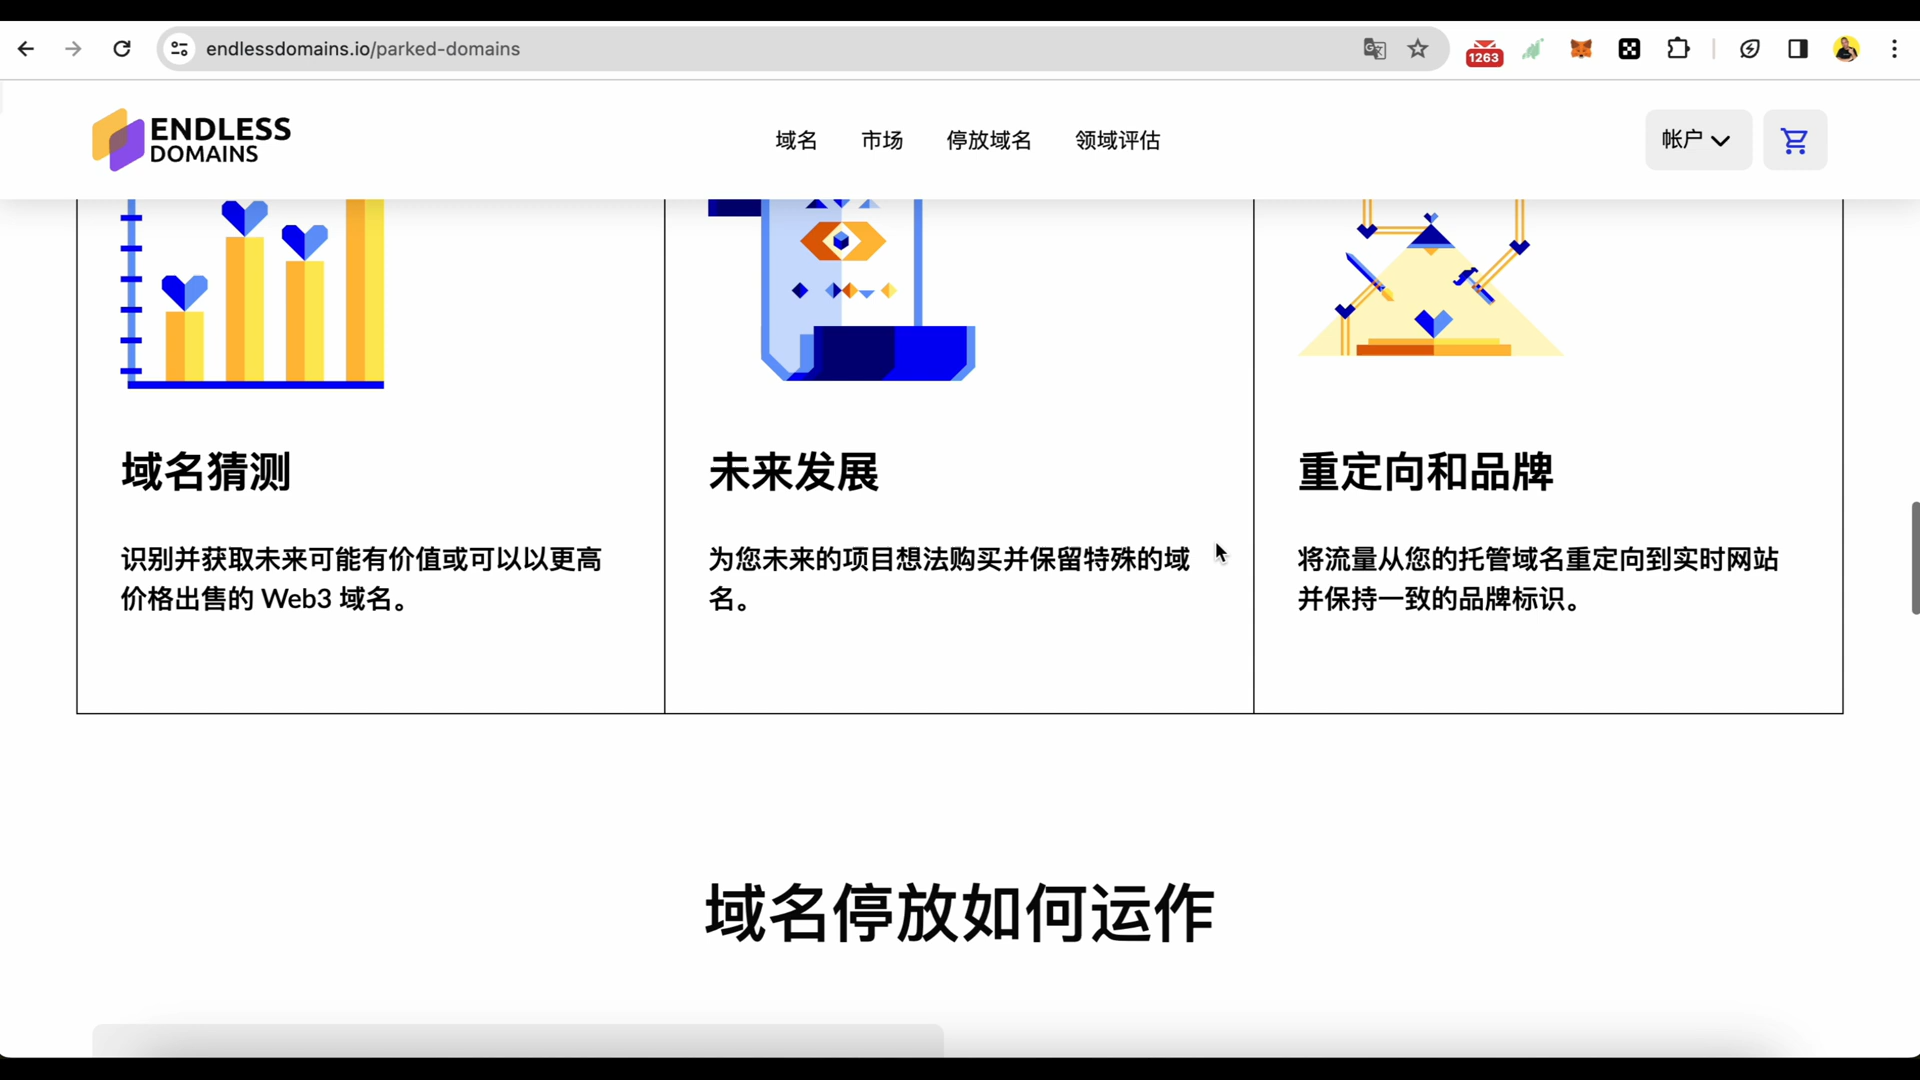 endlessdomains.io/parked-domains
1263
ENDLESS
DOMAINS
域名
市场
停放域名
领域评估
帐户
域名猜测
识别并获取未来可能有价值或可以以更高
价格出售的 Web3 域名。
未来发展
为您未来的项目想法购买并保留特殊的域
名。
重定向和品牌
将流量从您的托管域名重定向到实时网站
并保持一致的品牌标识。
域名停放如何运作